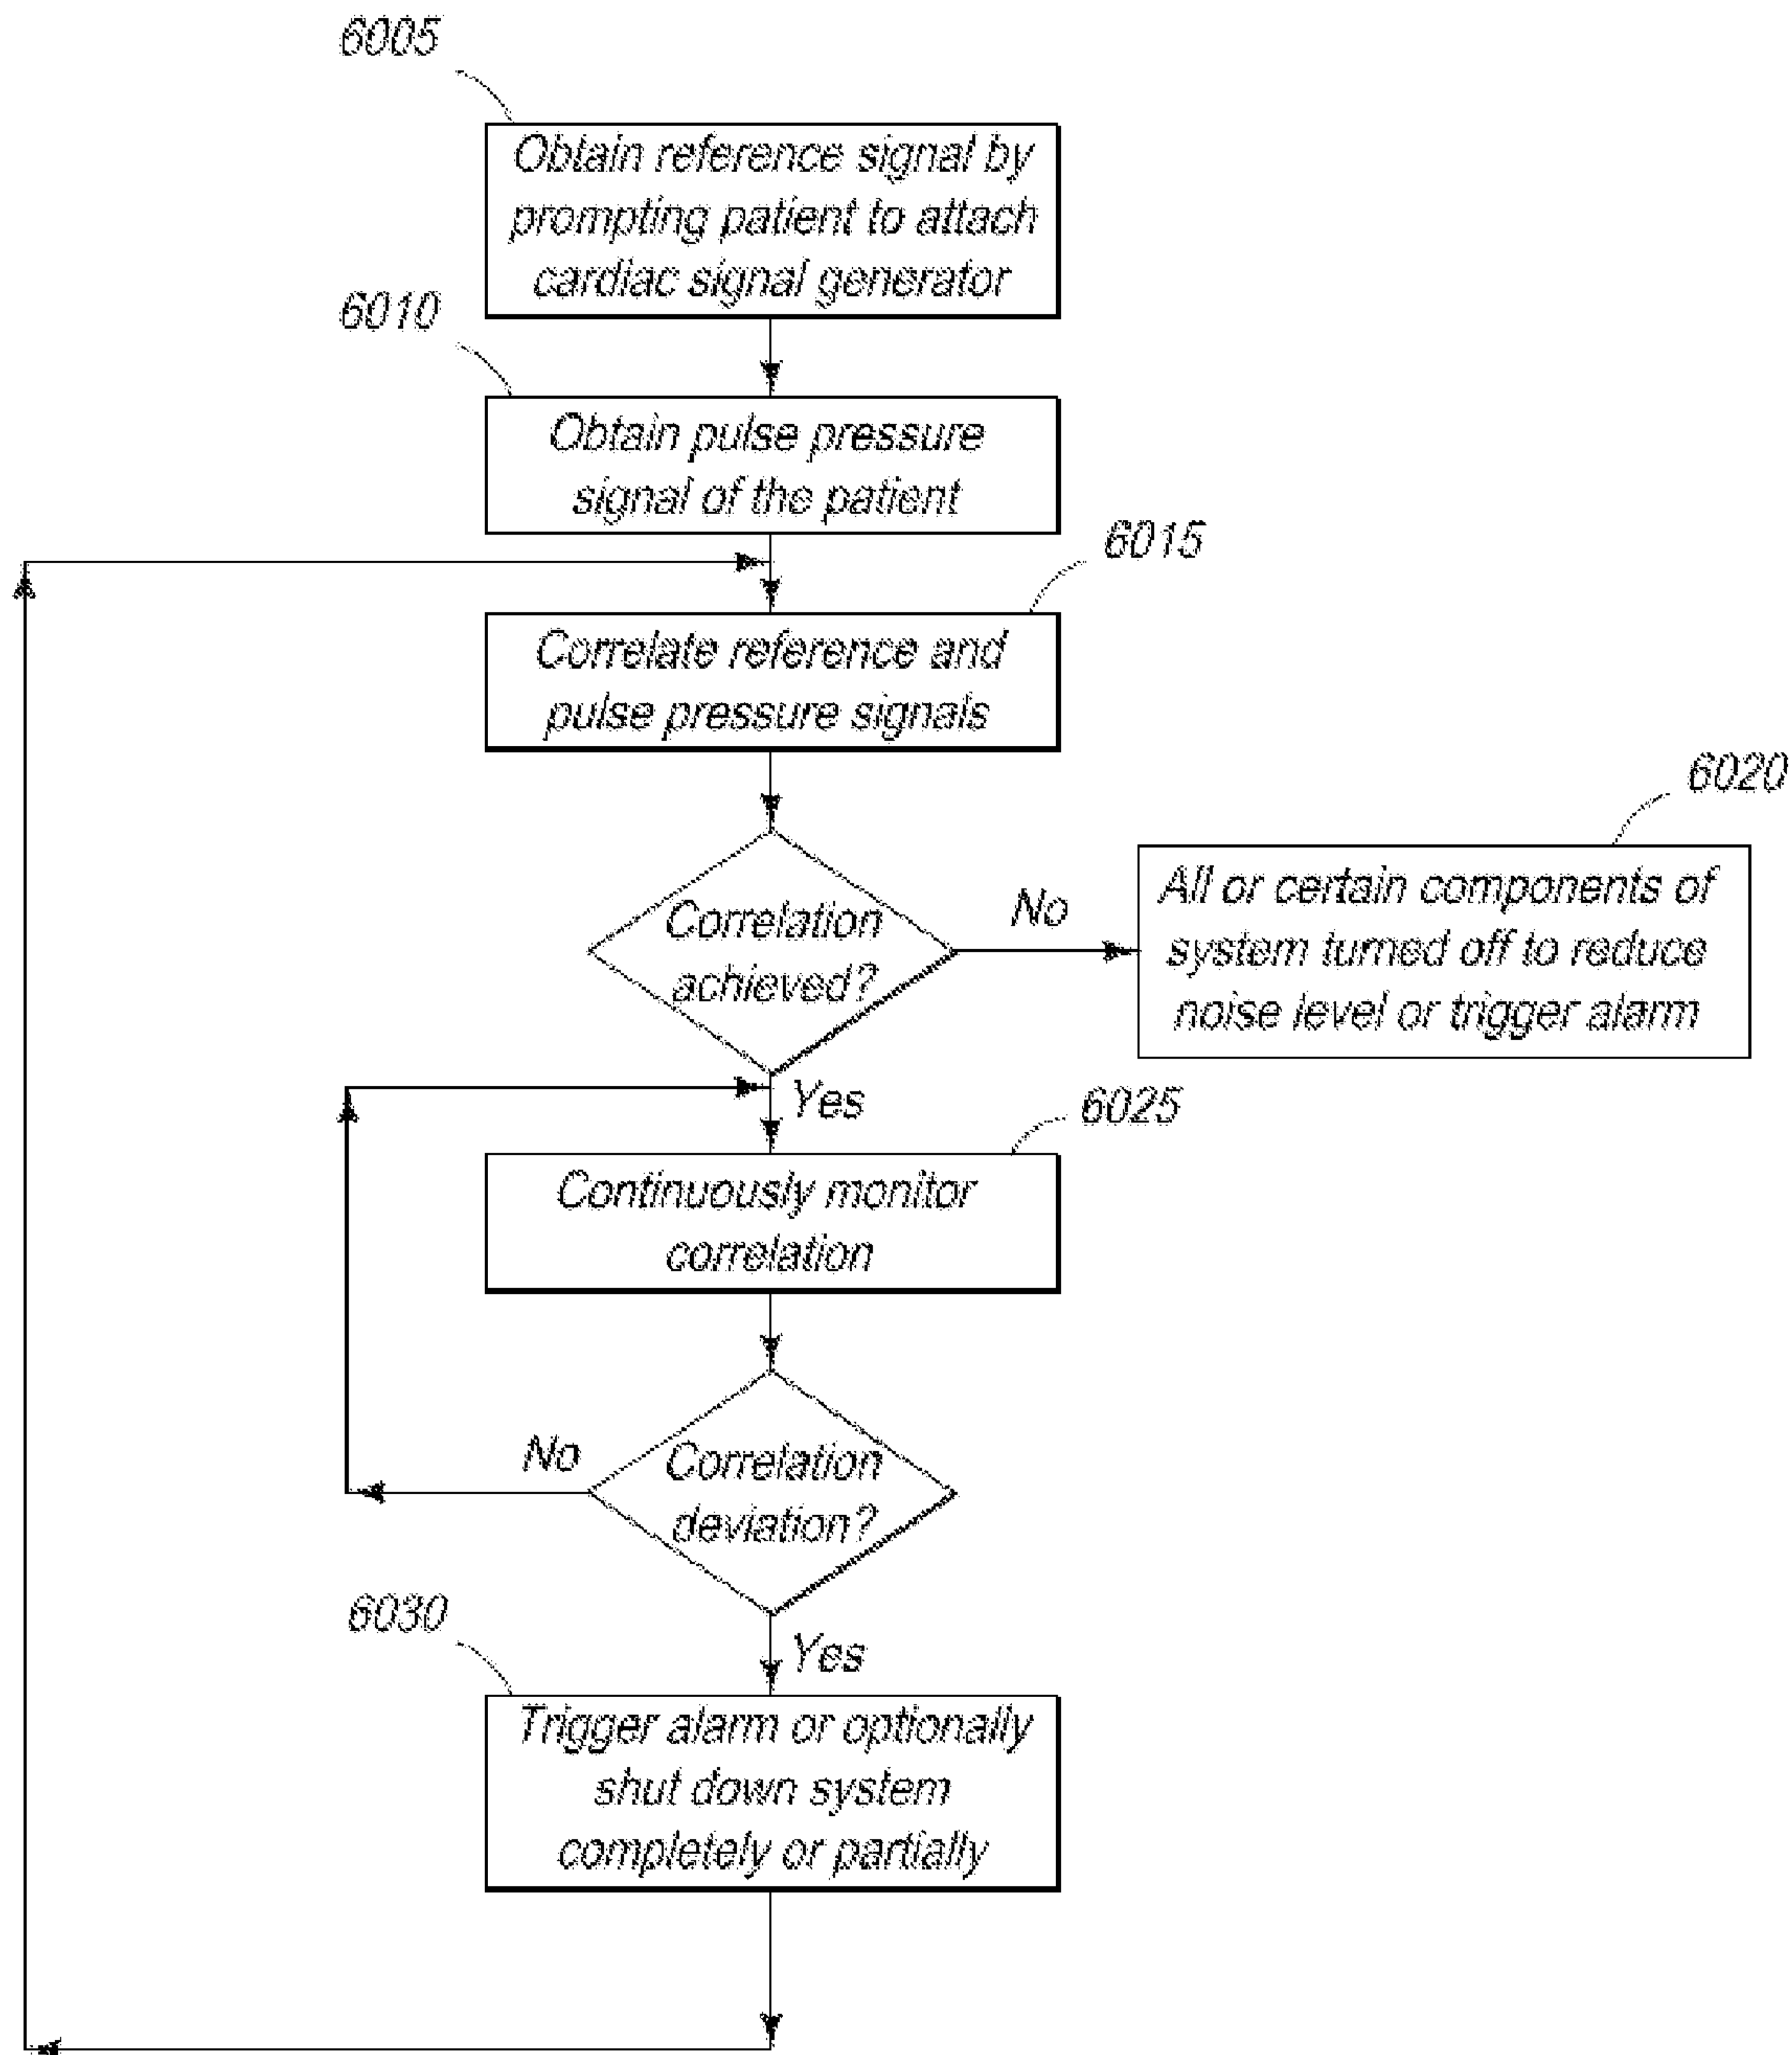 6005
Obtain reference signal by
prompting patient to attach
cardiac signal generator
6010
Obtain pulse pressure
signal of the patient
6015
Correlate reference and
pulse pressure signals
6020
Correlation
achieved?
No
All or certain components of
system turned off to reduce
noise level or trigger alarm
Yes
6025
Continuously monitor
correlation
No
Correlation
deviation?
6030
Yes
Trigger alarm or optionally
shut down system
completely or partially